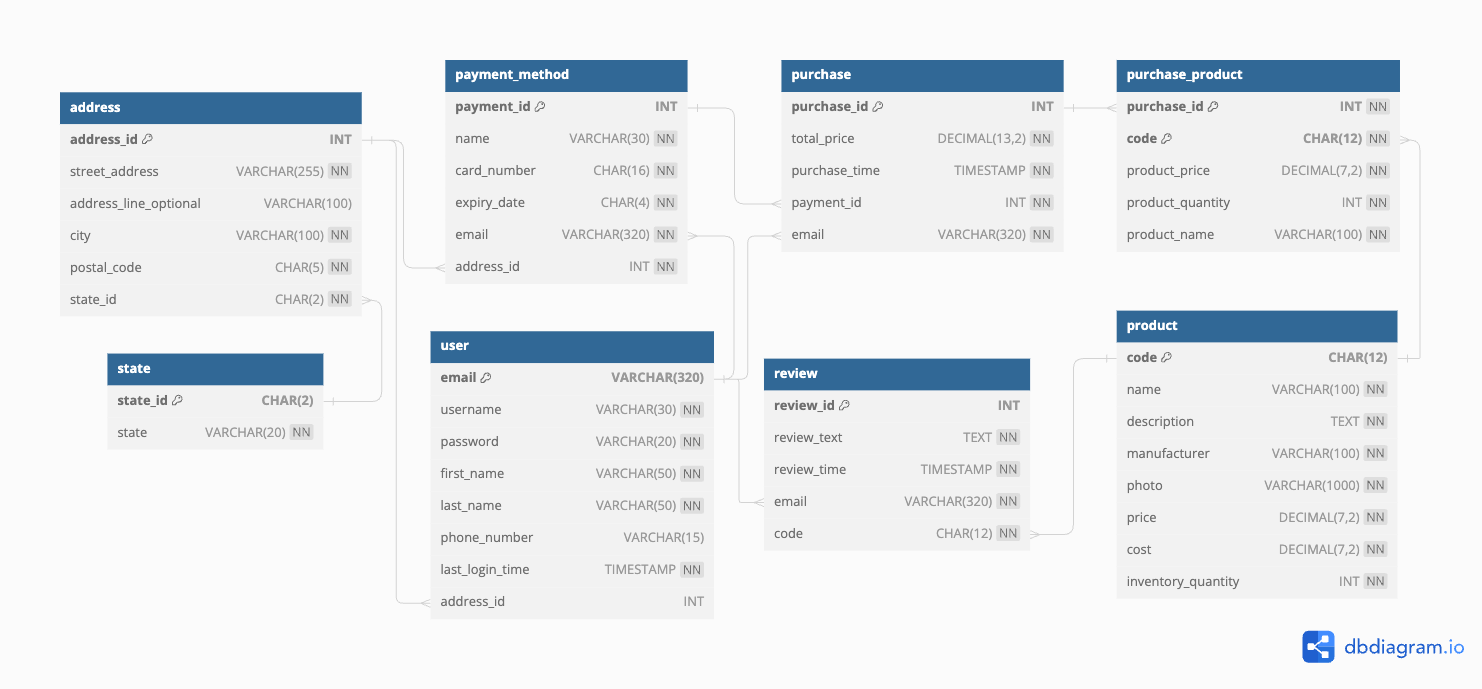 address
address_id INT
street_address VARCHAR(255) NN
address_line_optional VARCHAR(100)
city VARCHAR(100) NN
postal_code CHAR(5) NN
state_id CHAR(2) NN
state
state_id CHAR(2)
state VARCHAR(20) NN
payment_method
payment_id INT
name VARCHAR(30) NN
card_number CHAR(16) NN
expiry_date CHAR(4) NN
email VARCHAR(320) NN
address_id INT NN
user
email VARCHAR(320)
username VARCHAR(30) NN
password VARCHAR(20) NN
first_name VARCHAR(50) NN
last_name VARCHAR(50) NN
phone_number VARCHAR(15)
last_login_time TIMESTAMP NN
address_id INT
purchase
purchase_id INT
total_price DECIMAL(13,2) NN
purchase_time TIMESTAMP NN
payment_id INT NN
email VARCHAR(320) NN
review
review_id INT
review_text TEXT NN
review_time TIMESTAMP NN
email VARCHAR(320) NN
code CHAR(12) NN
purchase_product
purchase_id INT NN
code CHAR(12) NN
product_price DECIMAL(7,2) NN
product_quantity INT NN
product_name VARCHAR(100) NN
product
code CHAR(12)
name VARCHAR(100) NN
description TEXT NN
manufacturer VARCHAR(100) NN
photo VARCHAR(1000) NN
price DECIMAL(7,2) NN
cost DECIMAL(7,2) NN
inventory_quantity INT NN
dbdiagram.io